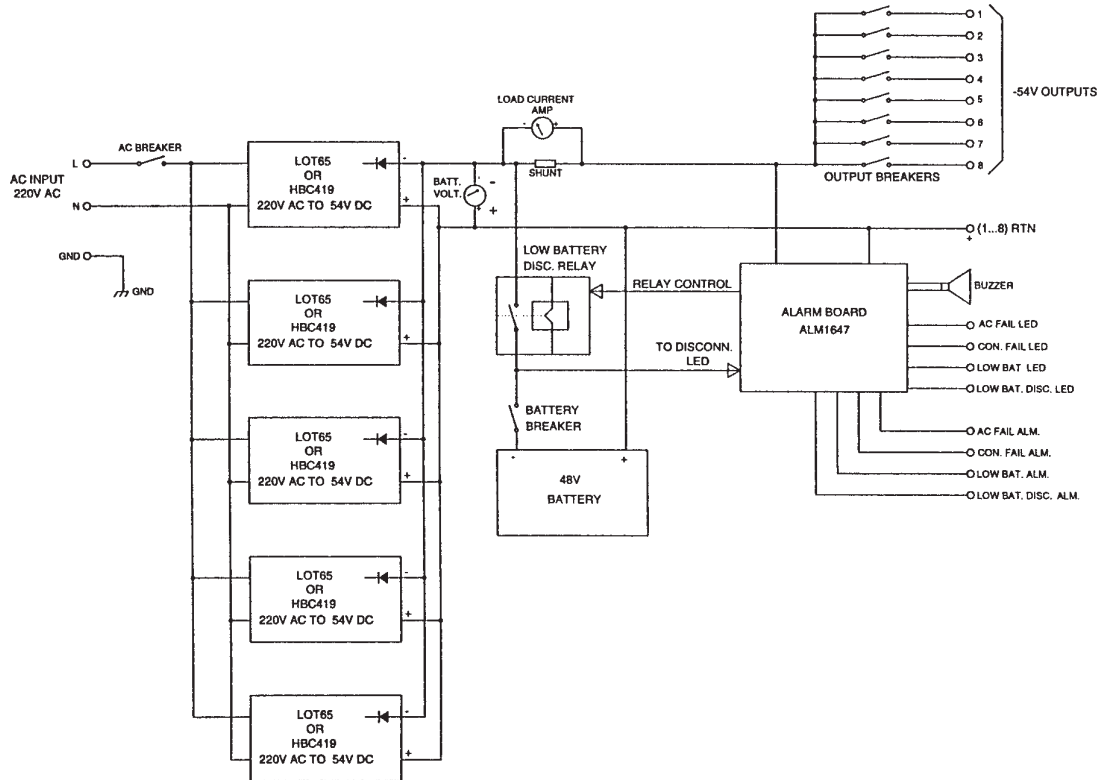 1
2
3
4
5
6
7
8
-54V OUTPUTS
OUTPUT BREAKERS
LOAD CURRENT
AMP
- +
SHUNT
AC BREAKER
L
AC INPUT
220V AC
N
GND
GND
LOT65
OR
HBC419
220V AC TO 54V DC
-
+
BATT.
VOLT.
-
+
+
(1...8) RTN
+
LOW BATTERY
DISC. RELAY
RELAY CONTROL
ALARM BOARD
ALM1647
BUZZER
TO DISCONN.
LED
AC FAIL LED
CON. FAIL LED
LOW BAT LED
LOW BAT. DISC. LED
AC FAIL ALM.
CON. FAIL ALM.
LOW BAT. ALM.
LOW BAT. DISC. ALM.
LOT65
OR
HBC419
220V AC TO 54V DC
-
+
BATTERY
BREAKER
- +
48V
BATTERY
LOT65
OR
HBC419
220V AC TO 54V DC
-
+
LOT65
OR
HBC419
220V AC TO 54V DC
-
+
LOT65
OR
HBC419
220V AC TO 54V DC
-
+